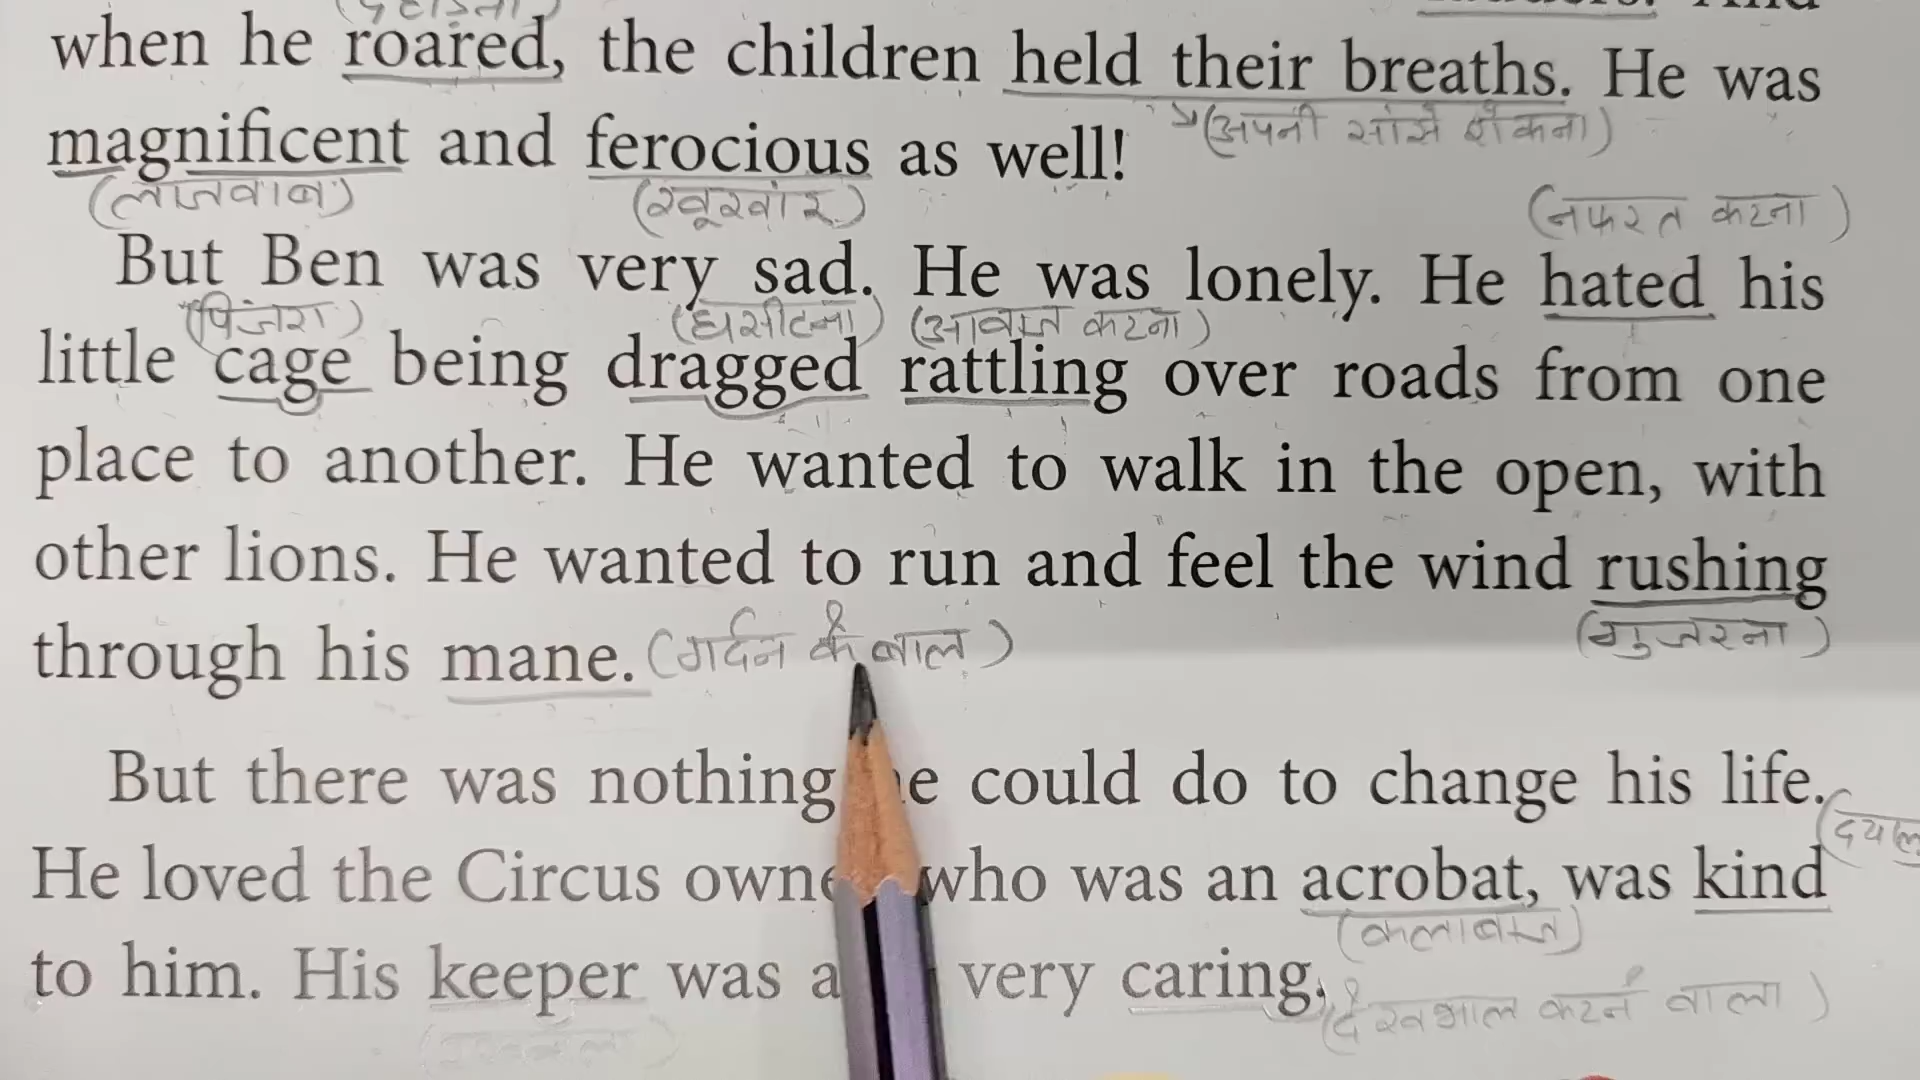 (दहाड़ना)
when he roared, the children held their breaths. He was
(अपनी सांसे रोकना)
magnificent and ferocious as well!
(लाजवाब) (खूंखार) (नफरत करना)
But Ben was very sad. He was lonely. He hated his
(पिंजरा) (घसीटना) (आवाज करना)
little cage being dragged rattling over roads from one
place to another. He wanted to walk in the open, with
other lions. He wanted to run and feel the wind rushing
(गुजरना)
through his mane. (गर्दन के बाल)
But there was nothing he could do to change his life.
(दयालु
He loved the Circus owner who was an acrobat, was kind
(कलाबाज)
to him. His keeper was a very caring.
(देखभाल करने वाला)